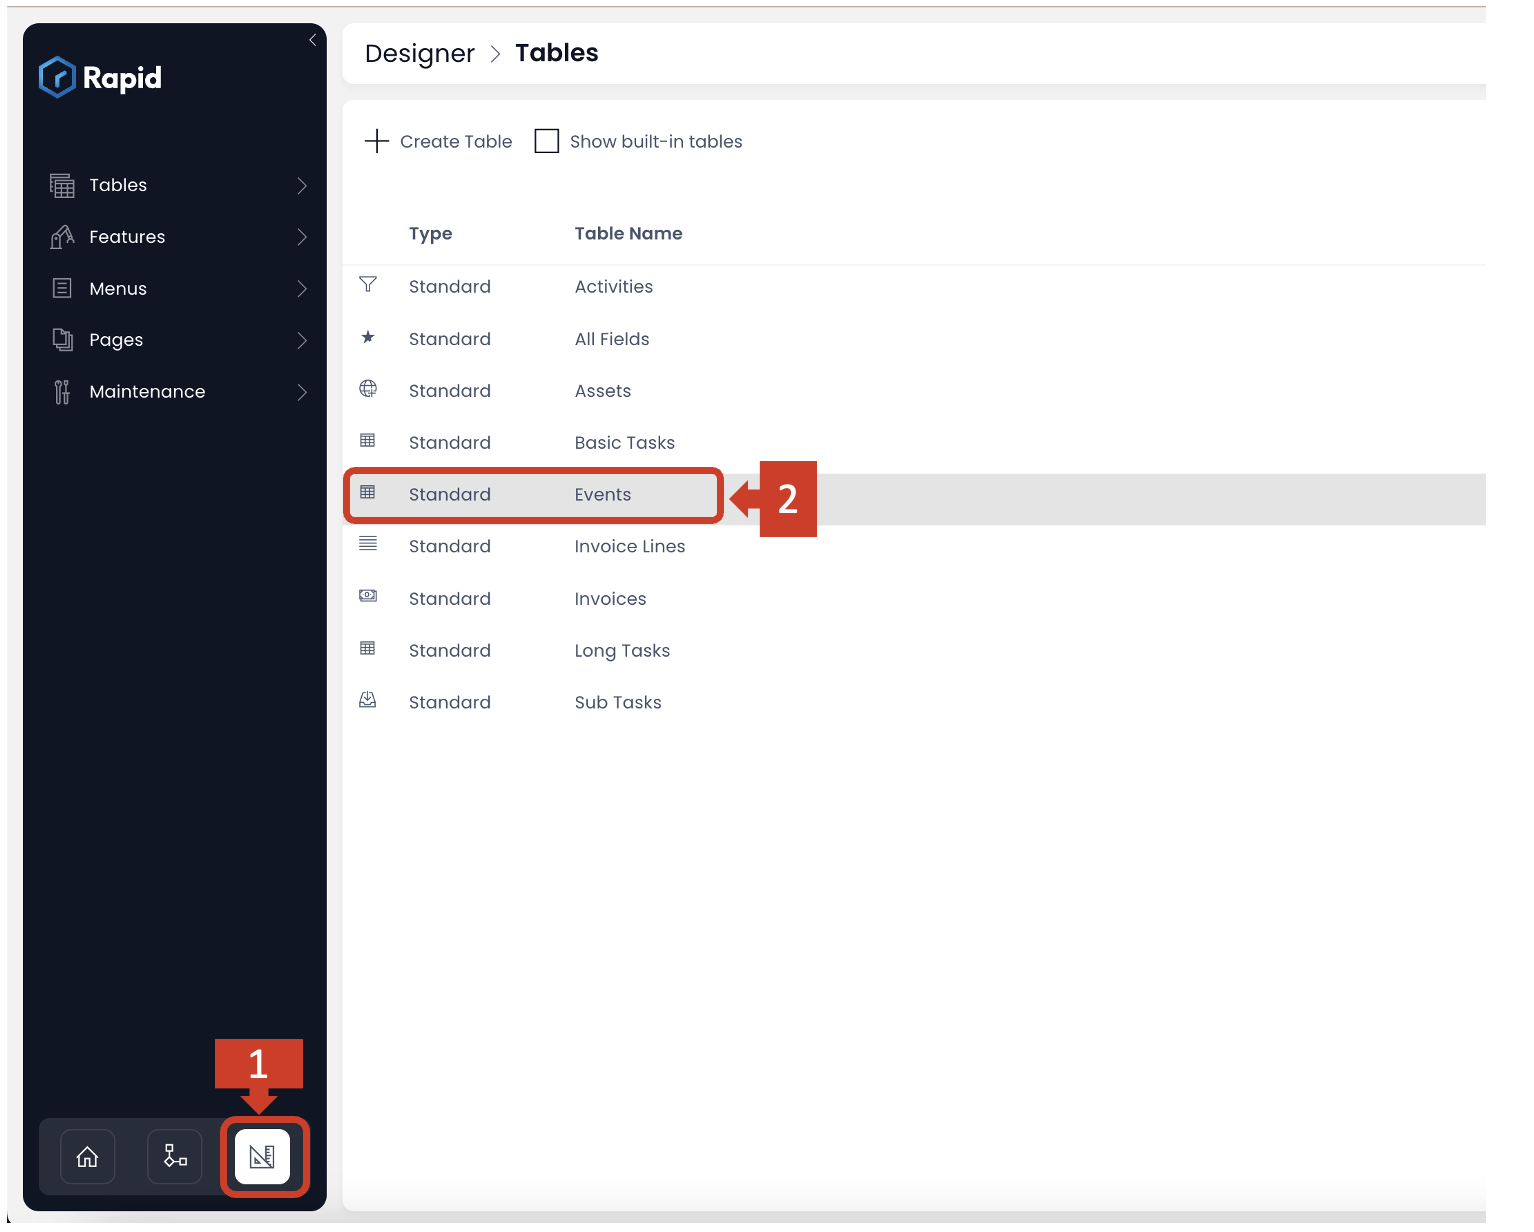 Rapid
Tables
Features
Menus
Pages
Maintenance
1
Designer > Tables
Create Table Show built-in tables
Type Table Name
Standard Activities
Standard All Fields
Standard Assets
Standard Basic Tasks
Standard Events
2
Standard Invoice Lines
Standard Invoices
Standard Long Tasks
Standard Sub Tasks